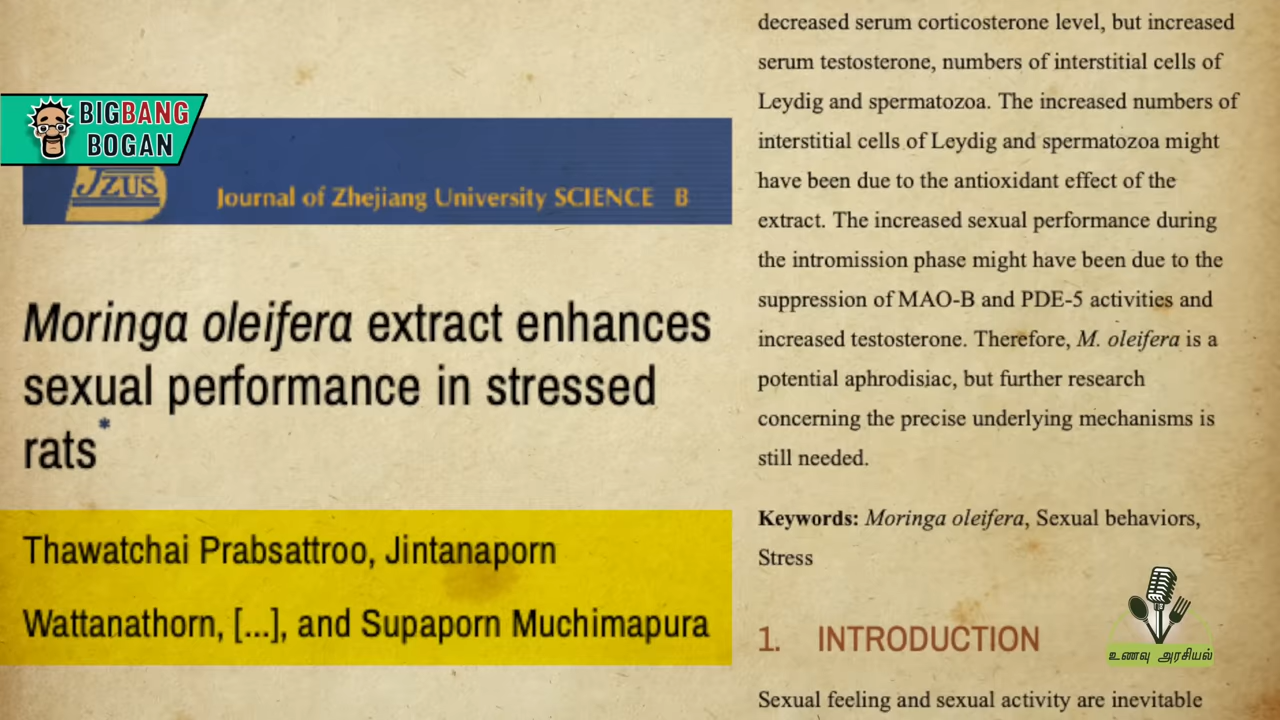 BIGBANG
BOGAN
JZUS
Journal of Zhejiang University SCIENCE B
Moringa oleifera extract enhances
sexual performance in stressed
rats*
Thawatchai Prabsattroo, Jintanaporn
Wattanathorn, [...], and Supaporn Muchimapura
decreased serum corticosterone level, but increased
serum testosterone, numbers of interstitial cells of
Leydig and spermatozoa. The increased numbers of
interstitial cells of Leydig and spermatozoa might
have been due to the antioxidant effect of the
extract. The increased sexual performance during
the intromission phase might have been due to the
suppression of MAO-B and PDE-5 activities and
increased testosterone. Therefore, M. oleifera is a
potential aphrodisiac, but further research
concerning the precise underlying mechanisms is
still needed.
Keywords: Moringa oleifera, Sexual behaviors,
Stress
1. INTRODUCTION
Sexual feeling and sexual activity are inevitable
உணவு அரசியல்